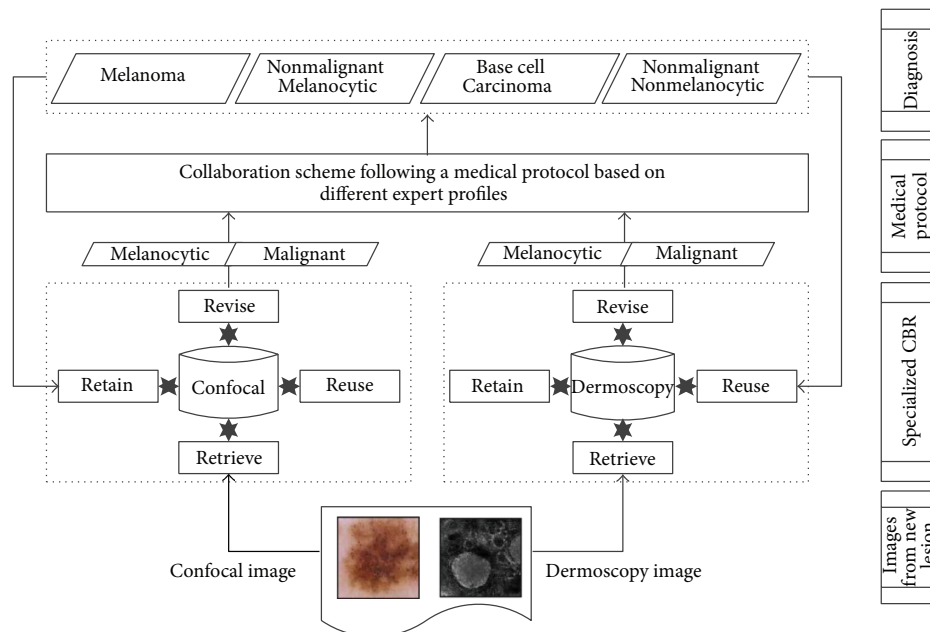 Melanoma
Nonmalignant
Melanocytic
Base cell
Carcinoma
Nonmalignant
Nonmelanocytic
Collaboration scheme following a medical protocol based on
different expert profiles
Melanocytic
Malignant
Melanocytic
Malignant
Revise
Retain
Confocal
Reuse
Retrieve
Revise
Retain
Dermoscopy
Reuse
Retrieve
Confocal image
Dermoscopy image
Diagnosis
Medical
protocol
Specialized CBR
Images
from new
lesion